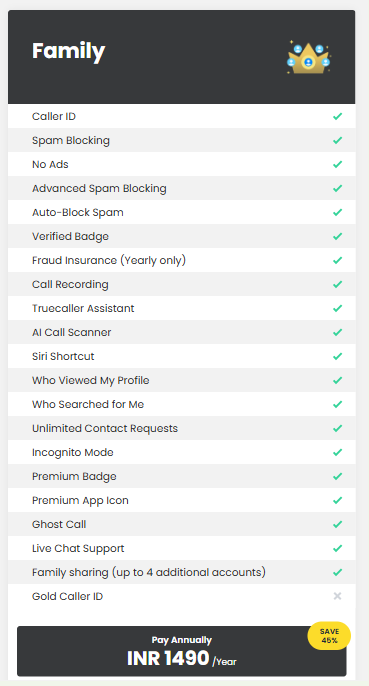 Family
Caller ID
Spam Blocking
No Ads
Advanced Spam Blocking
Auto-Block Spam
Verified Badge
Fraud Insurance (Yearly only)
Call Recording
Truecaller Assistant
AI Call Scanner
Siri Shortcut
Who Viewed My Profile
Who Searched for Me
Unlimited Contact Requests
Incognito Mode
Premium Badge
Premium App Icon
Ghost Call
Live Chat Support
Family sharing (up to 4 additional accounts)
Gold Caller ID
SAVE
45%
Pay Annually
INR 1490 /Year